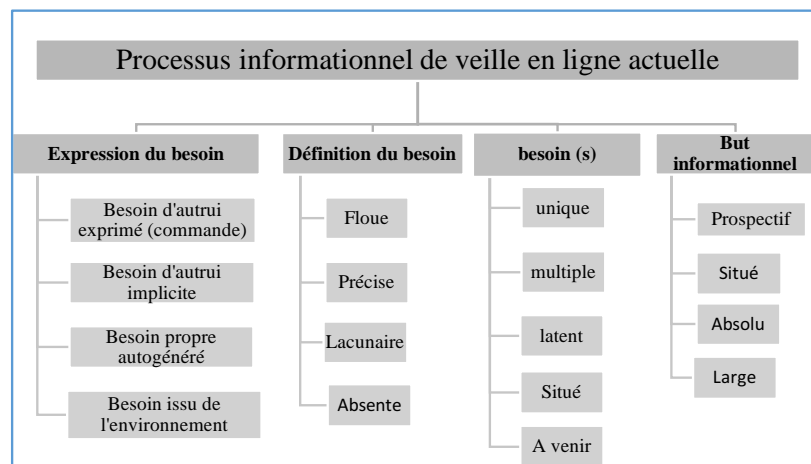 Processus informationnel de veille en ligne actuelle
Expression du besoin
Besoin d'autrui
exprimé (commande)
Besoin d'autrui
implicite
Besoin propre
autogénéré
Besoin issu de
l'environnement
Définition du besoin
Floue
Précise
Lacunaire
Absente
besoin (s)
unique
multiple
latent
Situé
A venir
But
informationnel
Prospectif
Situé
Absolu
Large